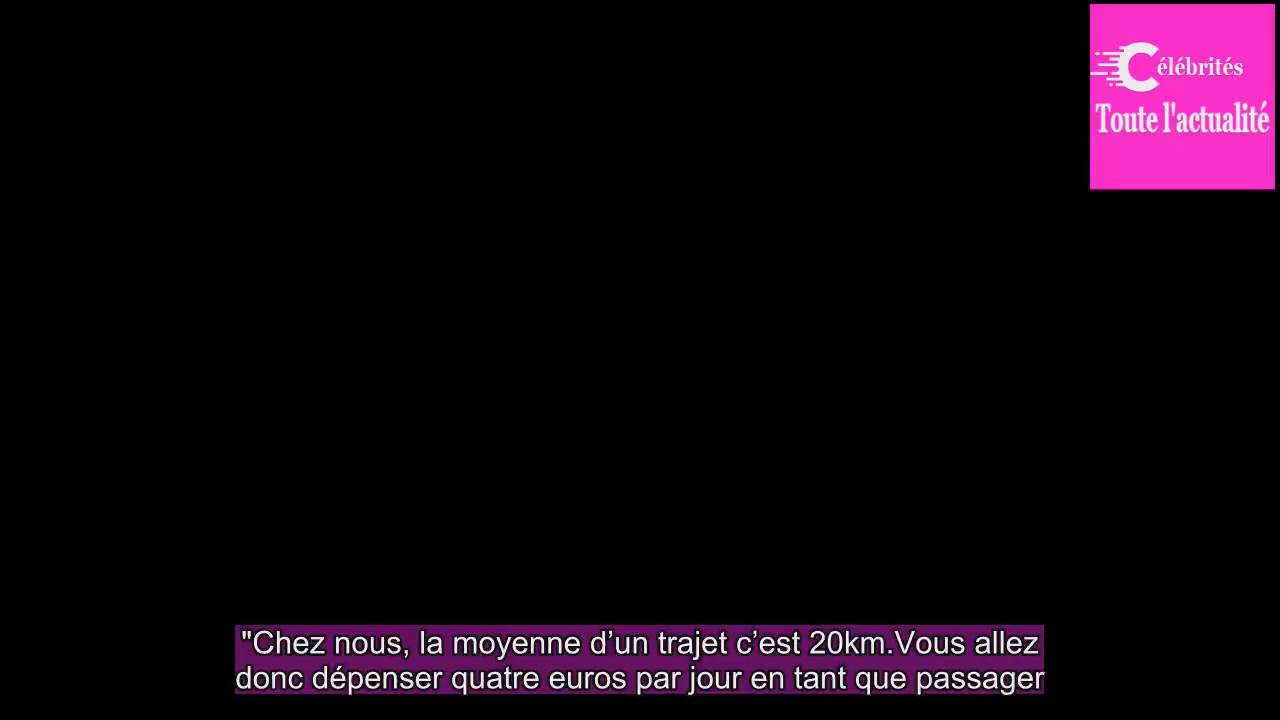 Célébrités
Toute l'actualité
"Chez nous, la moyenne d’un trajet c’est 20km.Vous allez
donc dépenser quatre euros par jour en tant que passager